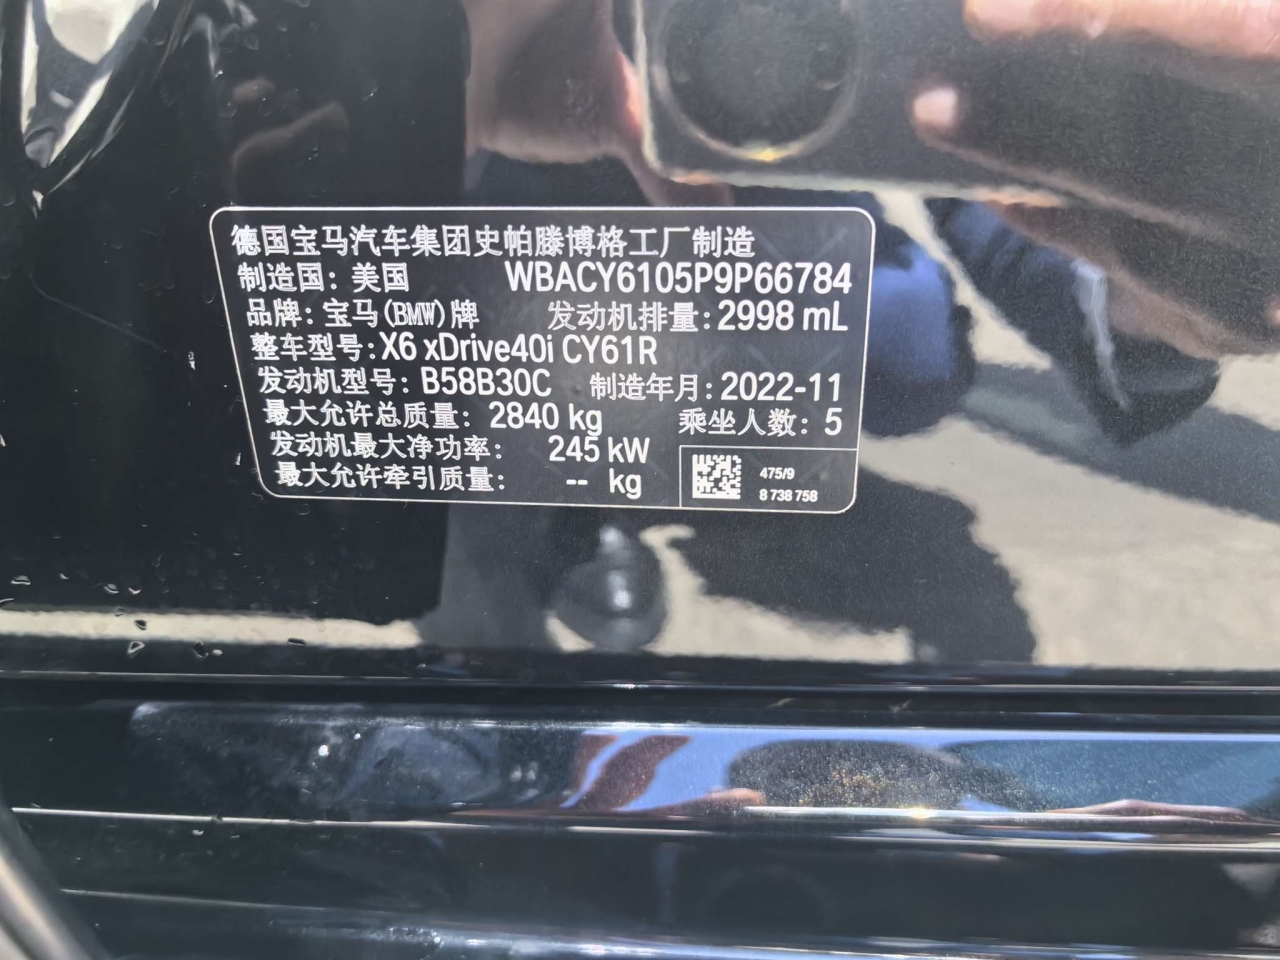 德国宝马汽车集团史帕滕博格工厂制造
制造国：美国 WBACY6105P9P66784
品牌：宝马(BMW)牌 发动机排量：2998 mL
整车型号：X6 xDrive40i CY61R
发动机型号：B58B30C 制造年月：2022-11
最大允许总质量：2840 kg 乘坐人数：5
发动机最大净功率：245 kW
最大允许牵引质量：-- kg
475/9
8 738 758